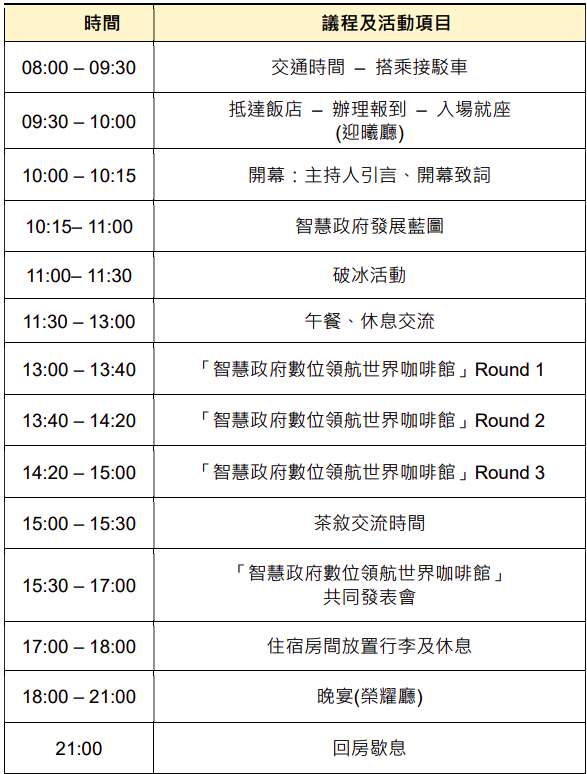 時間 議程及活動項目
08:00 – 09:30 交通時間 – 搭乘接駁車
09:30 – 10:00 抵達飯店 – 辦理報到 – 入場就座
(迎曦廳)
10:00 – 10:15 開幕：主持人引言、開幕致詞
10:15– 11:00 智慧政府發展藍圖
11:00– 11:30 破冰活動
11:30 – 13:00 午餐、休息交流
13:00 – 13:40 「智慧政府數位領航世界咖啡館」Round 1
13:40 – 14:20 「智慧政府數位領航世界咖啡館」Round 2
14:20 – 15:00 「智慧政府數位領航世界咖啡館」Round 3
15:00 – 15:30 茶敘交流時間
15:30 – 17:00 「智慧政府數位領航世界咖啡館」
共同發表會
17:00 – 18:00 住宿房間放置行李及休息
18:00 – 21:00 晚宴(榮耀廳)
21:00 回房歇息